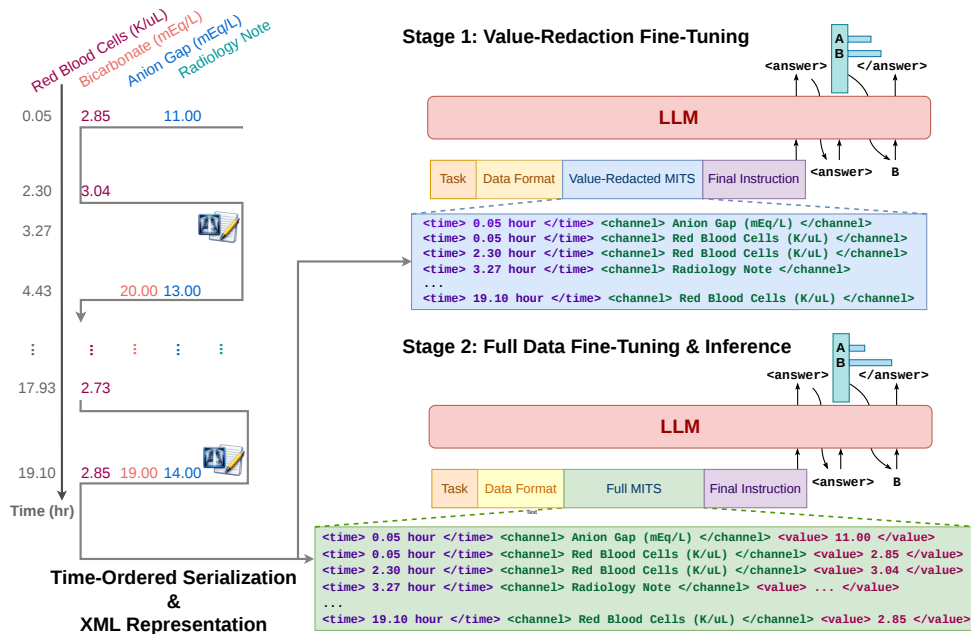 Red Blood Cells (K/uL)
Bicarbonate (mEq/L)
Anion Gap (mEq/L)
Radiology Note
0.05 2.85 11.00
2.30 3.04
3.27
4.43 20.00 13.00
... ... ... ... ...
17.93 2.73
19.10 2.85 19.00 14.00
Time (hr)
Time-Ordered Serialization
&
XML Representation
Stage 1: Value-Redaction Fine-Tuning
A
B
<answer> </answer>
LLM
<answer> B
Task Data Format Value-Redacted MITS Final Instruction
<time> 0.05 hour </time> <channel> Anion Gap (mEq/L) </channel>
<time> 0.05 hour </time> <channel> Red Blood Cells (K/uL) </channel>
<time> 2.30 hour </time> <channel> Red Blood Cells (K/uL) </channel>
<time> 3.27 hour </time> <channel> Radiology Note </channel>
...
<time> 19.10 hour </time> <channel> Red Blood Cells (K/uL) </channel>
Stage 2: Full Data Fine-Tuning & Inference
A
B
<answer> </answer>
LLM
<answer> B
Task Data Format Full MITS Final Instruction
Text
<time> 0.05 hour </time> <channel> Anion Gap (mEq/L) </channel> <value> 11.00 </value>
<time> 0.05 hour </time> <channel> Red Blood Cells (K/uL) </channel> <value> 2.85 </value>
<time> 2.30 hour </time> <channel> Red Blood Cells (K/uL) </channel> <value> 3.04 </value>
<time> 3.27 hour </time> <channel> Radiology Note </channel> <value> ... </value>
...
<time> 19.10 hour </time> <channel> Red Blood Cells (K/uL) </channel> <value> 2.85 </value>